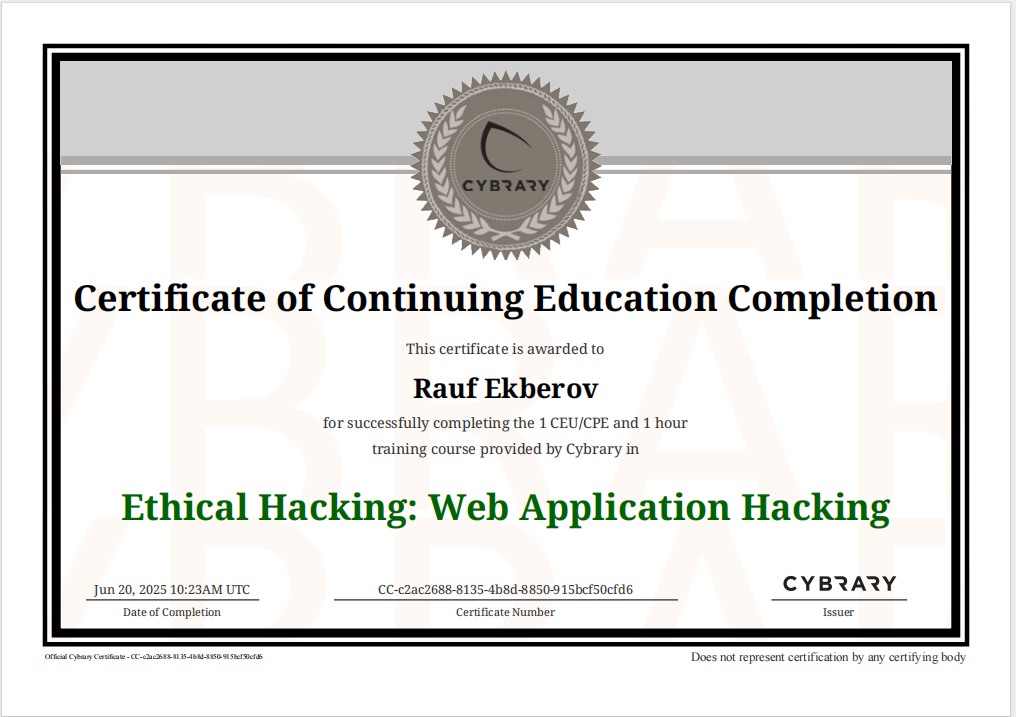 CYBRARY
Certificate of Continuing Education Completion
This certificate is awarded to
Rauf Ekberov
for successfully completing the 1 CEU/CPE and 1 hour
training course provided by Cybrary in
Ethical Hacking: Web Application Hacking
Jun 20, 2025 10:23AM UTC
CC-c2ac2688-8135-4b8d-8850-915bcf50cfd6
CYBRARY
Date of Completion
Certificate Number
Issuer
Official Cybrary Certificate - CC-c2ac2688-8135-4b8d-8850-915bcf50cfd6
Does not represent certification by any certifying body